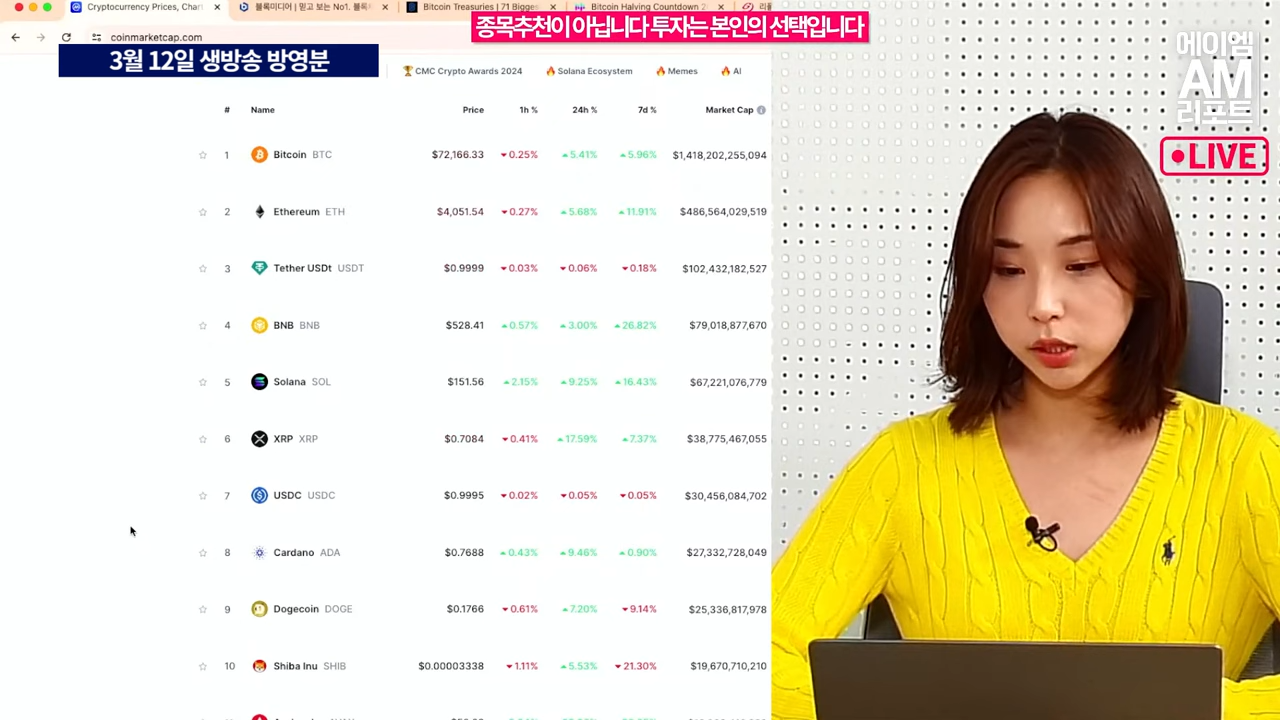 Cryptocurrency Prices, Chart
블록미디어 | 믿고 보는 No1. 블록
Bitcoin Treasuries | 71 Bigges
Bitcoin Halving Countdown 2
coinmarketcap.com
종목추천이 아닙니다 투자는 본인의 선택입니다
3월 12일 생방송 방영분
에이엠
AM
리포트
LIVE
CMC Crypto Awards 2024 Solana Ecosystem Memes AI
# Name Price 1h % 24h % 7d % Market Cap
1 Bitcoin BTC $72,166.33 0.25% 5.41% 5.96% $1,418,202,255,094
2 Ethereum ETH $4,051.54 0.27% 5.68% 11.91% $486,564,029,519
3 Tether USDt USDT $0.9999 0.03% 0.06% 0.18% $102,432,182,527
4 BNB BNB $528.41 0.57% 3.00% 26.82% $79,018,877,670
5 Solana SOL $151.56 2.15% 9.25% 16.43% $67,221,076,779
6 XRP XRP $0.7084 0.41% 17.59% 7.37% $38,775,467,055
7 USDC USDC $0.9995 0.02% 0.05% 0.05% $30,456,084,702
8 Cardano ADA $0.7688 0.43% 9.46% 0.90% $27,332,728,049
9 Dogecoin DOGE $0.1766 0.61% 7.20% 9.14% $25,336,817,978
10 Shiba Inu SHIB $0.00003338 1.11% 5.53% 21.30% $19,670,710,210